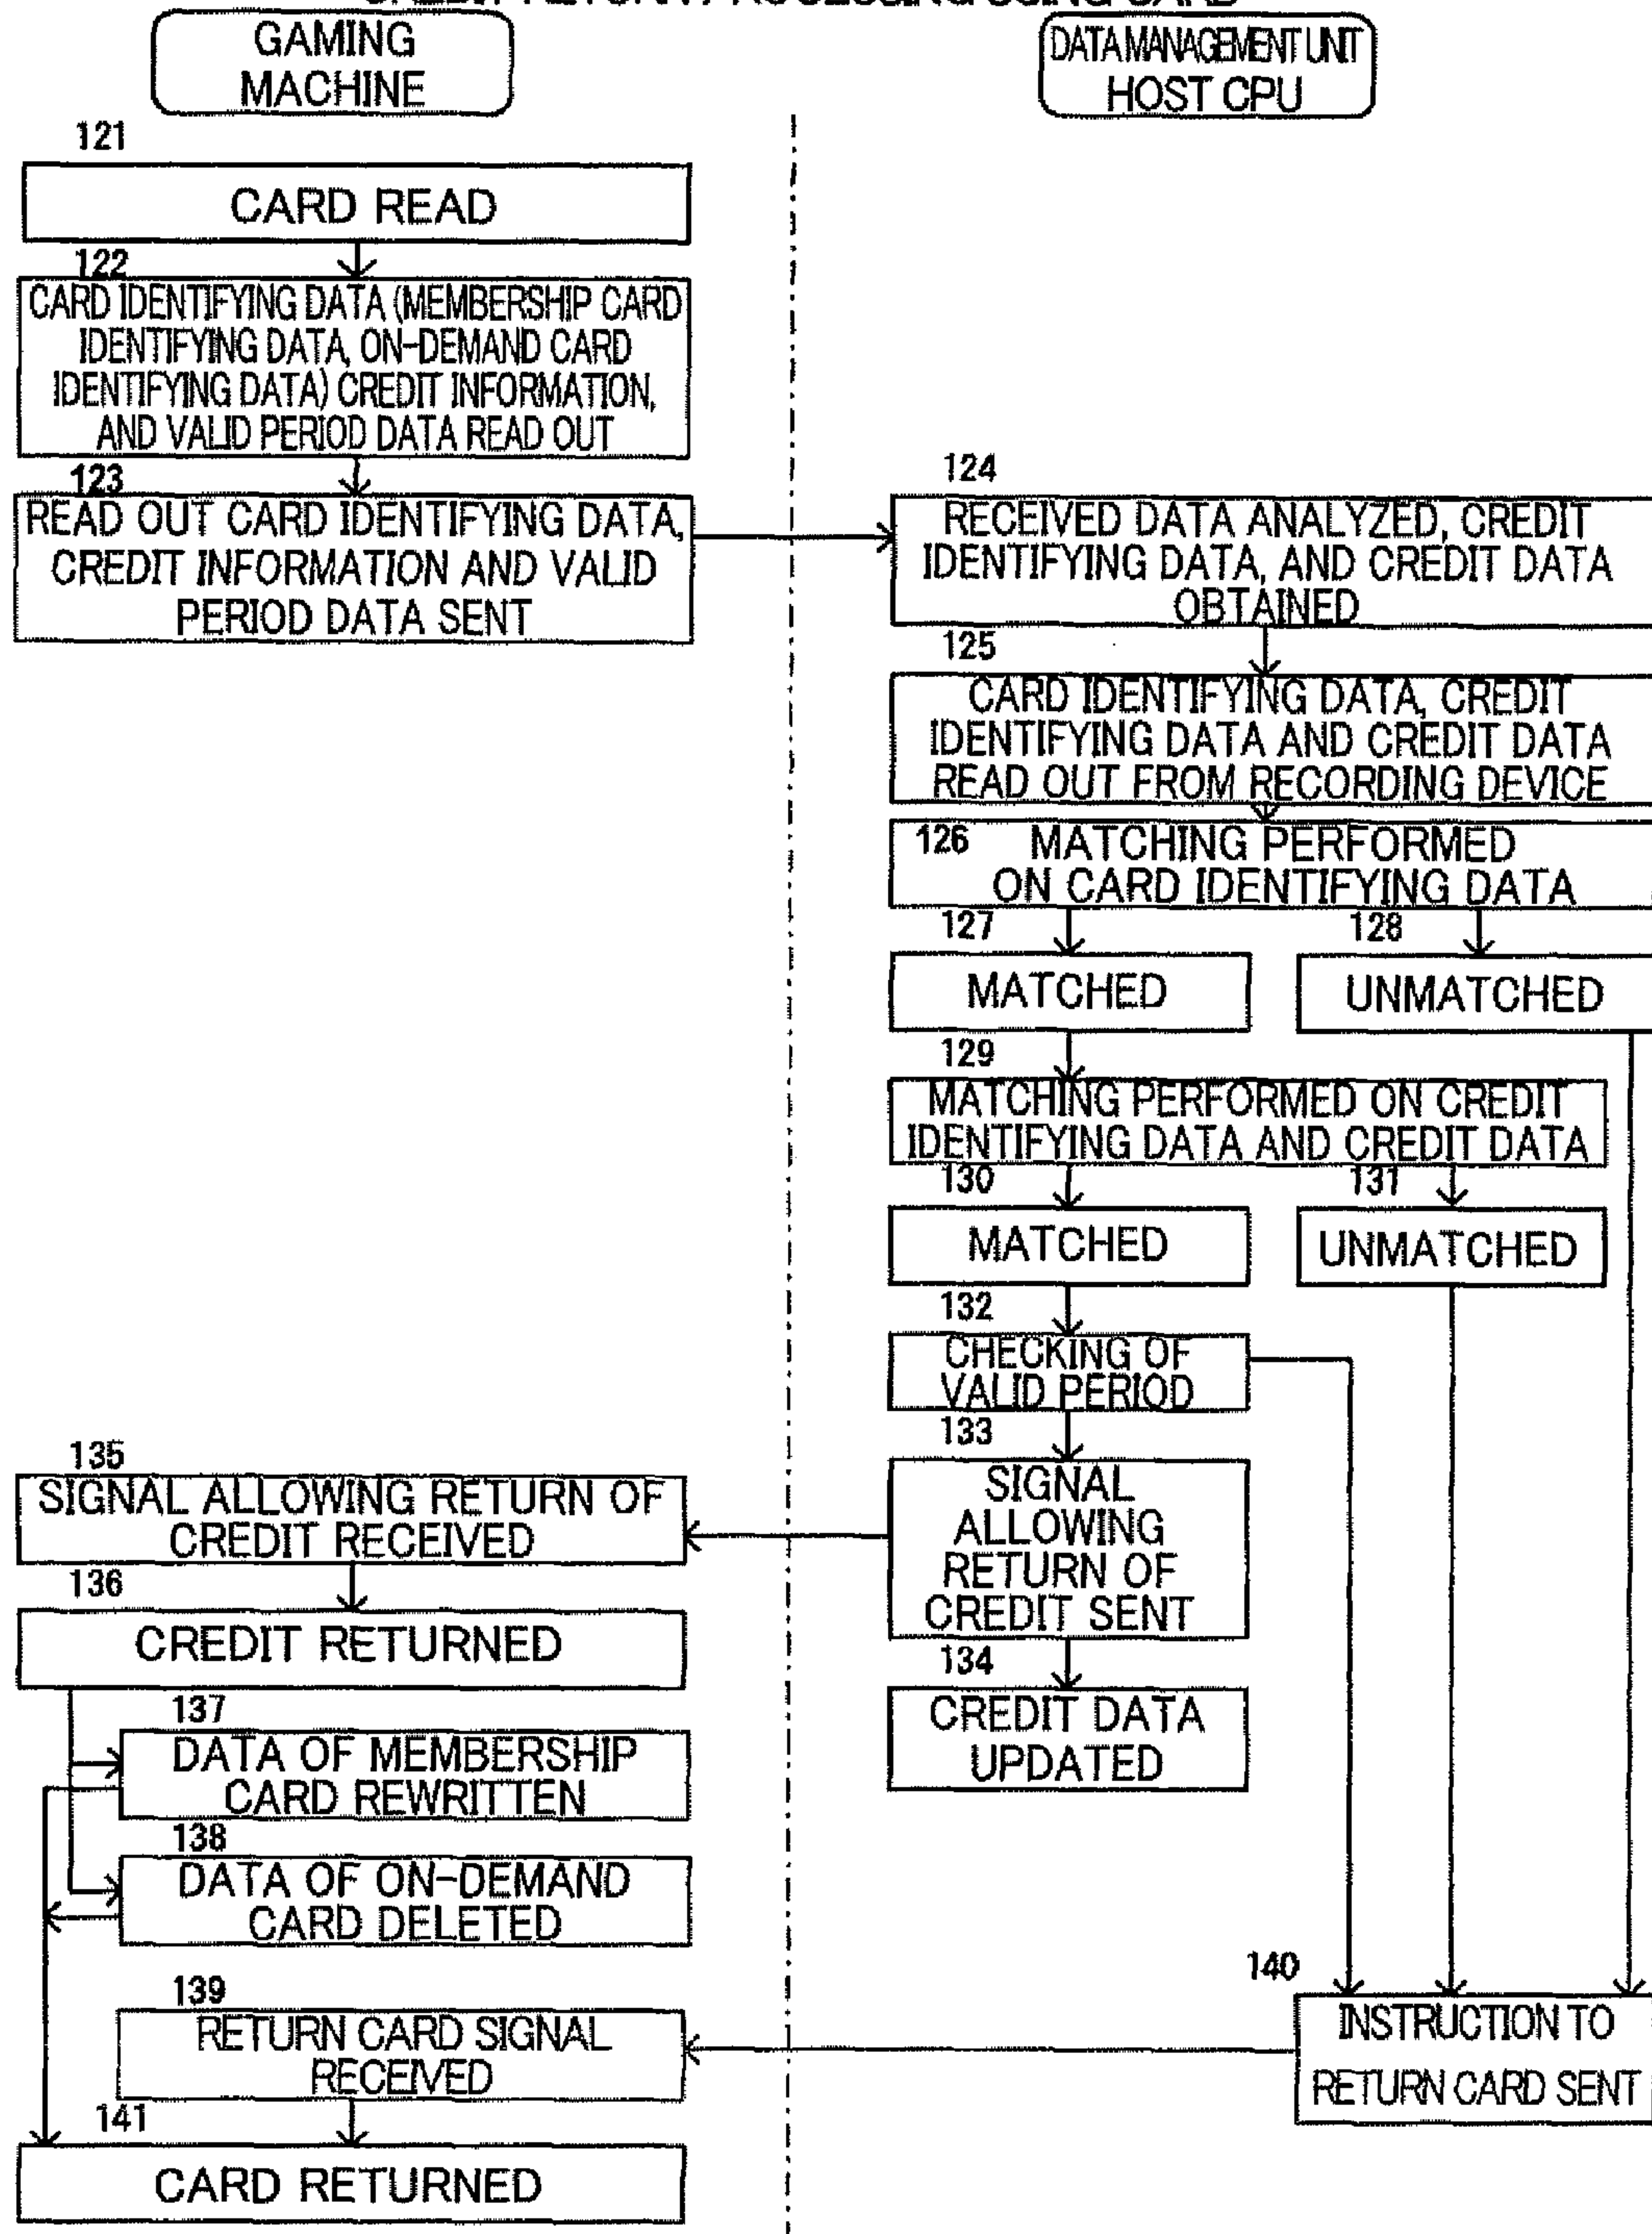 GAMING
MACHINE
DATA MANAGEMENT UNIT
HOST CPU
121
CARD READ
122
CARD IDENTIFYING DATA (MEMBERSHIP CARD
IDENTIFYING DATA, ON-DEMAND CARD
IDENTIFYING DATA) CREDIT INFORMATION,
AND VALID PERIOD DATA READ OUT
123
READ OUT CARD IDENTIFYING DATA,
CREDIT INFORMATION AND VALID
PERIOD DATA SENT
124
RECEIVED DATA ANALYZED, CREDIT
IDENTIFYING DATA, AND CREDIT DATA
OBTAINED
125
CARD IDENTIFYING DATA, CREDIT
IDENTIFYING DATA AND CREDIT DATA
READ OUT FROM RECORDING DEVICE
126 MATCHING PERFORMED
ON CARD IDENTIFYING DATA
127
MATCHED
128
UNMATCHED
129
MATCHING PERFORMED ON CREDIT
IDENTIFYING DATA AND CREDIT DATA
130
MATCHED
131
UNMATCHED
132
CHECKING OF
VALID PERIOD
133
SIGNAL
ALLOWING
RETURN OF
CREDIT SENT
134
CREDIT DATA
UPDATED
135
SIGNAL ALLOWING RETURN OF
CREDIT RECEIVED
136
CREDIT RETURNED
137
DATA OF MEMBERSHIP
CARD REWRITTEN
138
DATA OF ON-DEMAND
CARD DELETED
139
RETURN CARD SIGNAL
RECEIVED
140
INSTRUCTION TO
RETURN CARD SENT
141
CARD RETURNED